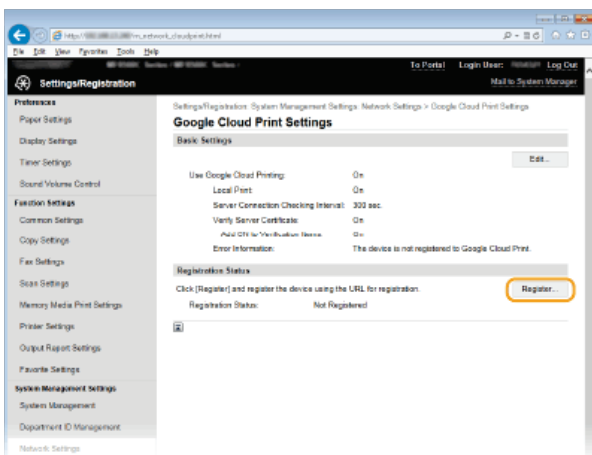 File Edit View Favorites Tools Help
To Portal Login User: Log Out
Settings/Registration
Mail to System Manager
Preferences
Paper Settings
Display Settings
Timer Settings
Sound Volume Control
Function Settings
Common Settings
Copy Settings
Fax Settings
Scan Settings
Memory Media Print Settings
Printer Settings
Output Report Settings
Favorite Settings
System Management Settings
System Management
Department ID Management
Network Settings
Settings/Registration: System Management Settings: Network Settings > Google Cloud Print Settings
Google Cloud Print Settings
Basic Settings
Edit...
Use Google Cloud Printing: On
Local Print: On
Server Connection Checking Interval: 300 sec.
Verify Server Certificate: On
Add CN to Verification Items: On
Error Information: The device is not registered to Google Cloud Print.
Registration Status
Click [Register] and register the device using the URL for registration.
Register...
Registration Status: Not Registered